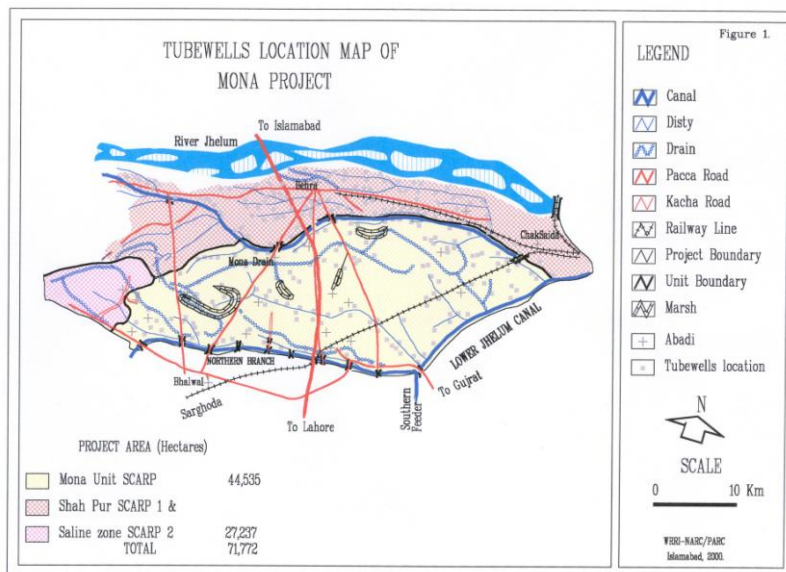 Figure 1.
TUBEWELLS LOCATION MAP OF
MONA PROJECT
To Islamabad
River Jhelum
Behra
ChakSaida
Mona Drain
LOWER JHELUM CANAL
NORTHERN BRANCH
Bhalwal
Sarghoda
To Lahore
Southern
Feeder
To Gujrat
PROJECT AREA (Hectares)
Mona Unit SCARP 44,535
Shah Pur SCARP 1 &
Saline zone SCARP 2 27,237
TOTAL 71,772
LEGEND
Canal
Disty
Drain
Pacca Road
Kacha Road
Railway Line
Project Boundary
Unit Boundary
Marsh
Abadi
Tubewells location
N
SCALE
0 10 Km
WRRI-NARC/PARC
Islamabad, 2000.